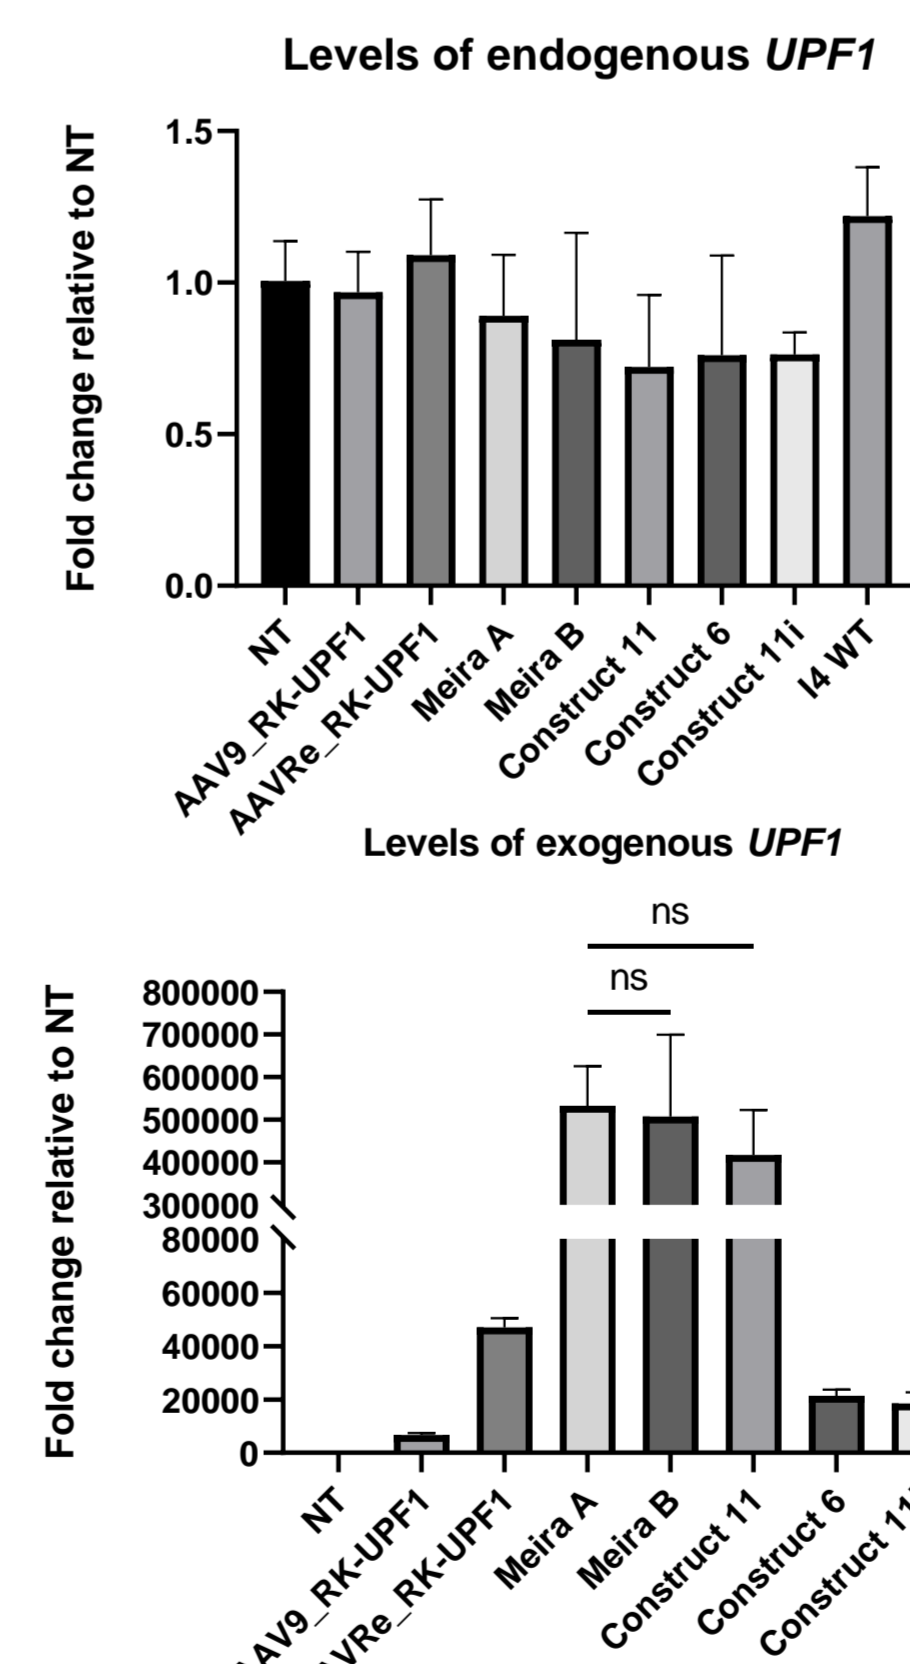 Levels of endogenous UPF1
Fold change relative to NT
1.5
1.0
0.5
0.0
NT
AAV9_RK-UPF1
AAVRe_RK-UPF1
Meira A
Meira B
Construct 11
Construct 6
Construct 11i
I4 WT
Levels of exogenous UPF1
ns
ns
Fold change relative to NT
800000
700000
600000
500000
400000
300000
80000
60000
40000
20000
0
NT
AAV9_RK-UPF1
VRe_RK-UPF1
Meira A
Meira B
Construct 11
Construct 6
Construct 11